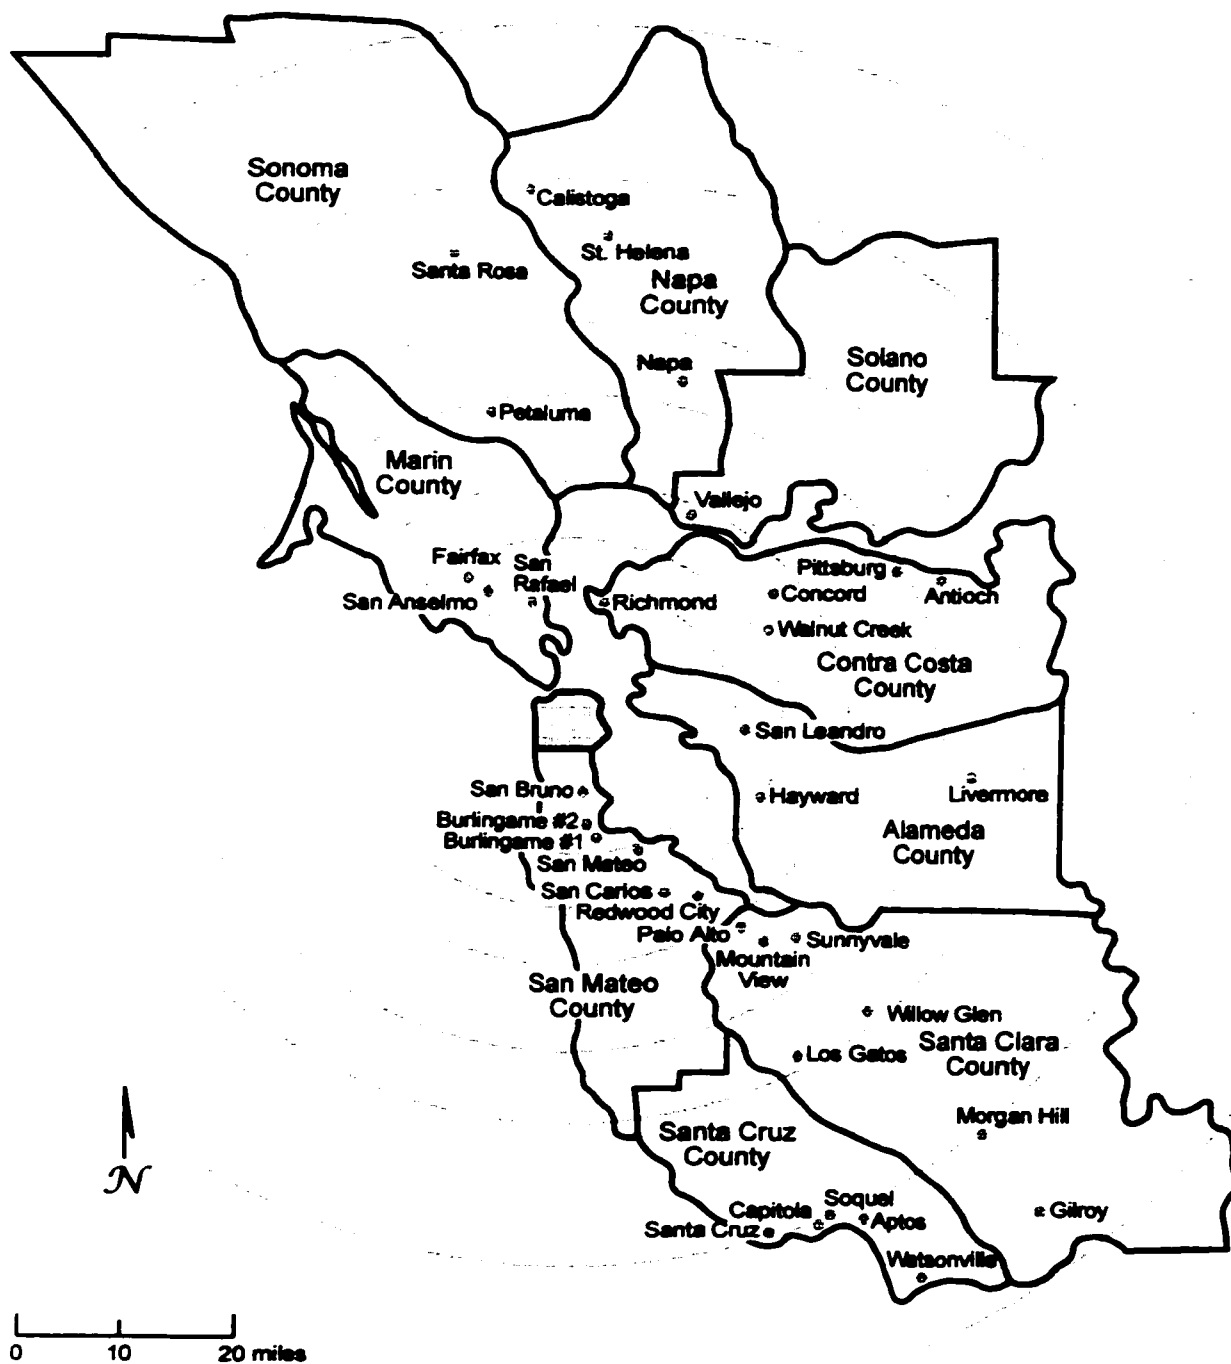 Sonoma
County
Calistoga
St. Helena
Santa Rosa
Napa
County
Napa
Solano
County
Petaluma
Marin
County
Vallejo
Fairfax
San
Rafael
San Anselmo
Richmond
Pittsburg
Concord
Antioch
Walnut Creek
Contra Costa
County
San Leandro
San Bruno
Hayward
Livermore
Burlingame #2
Burlingame #1
Alameda
County
San Mateo
San Carlos
Redwood City
Palo Alto
Sunnyvale
Mountain
View
San Mateo
County
Willow Glen
Santa Clara
County
Los Gatos
Morgan Hill
Santa Cruz
County
N
Capitola
Soquel
Aptos
Gilroy
Santa Cruz
Watsonville
0 10 20 miles